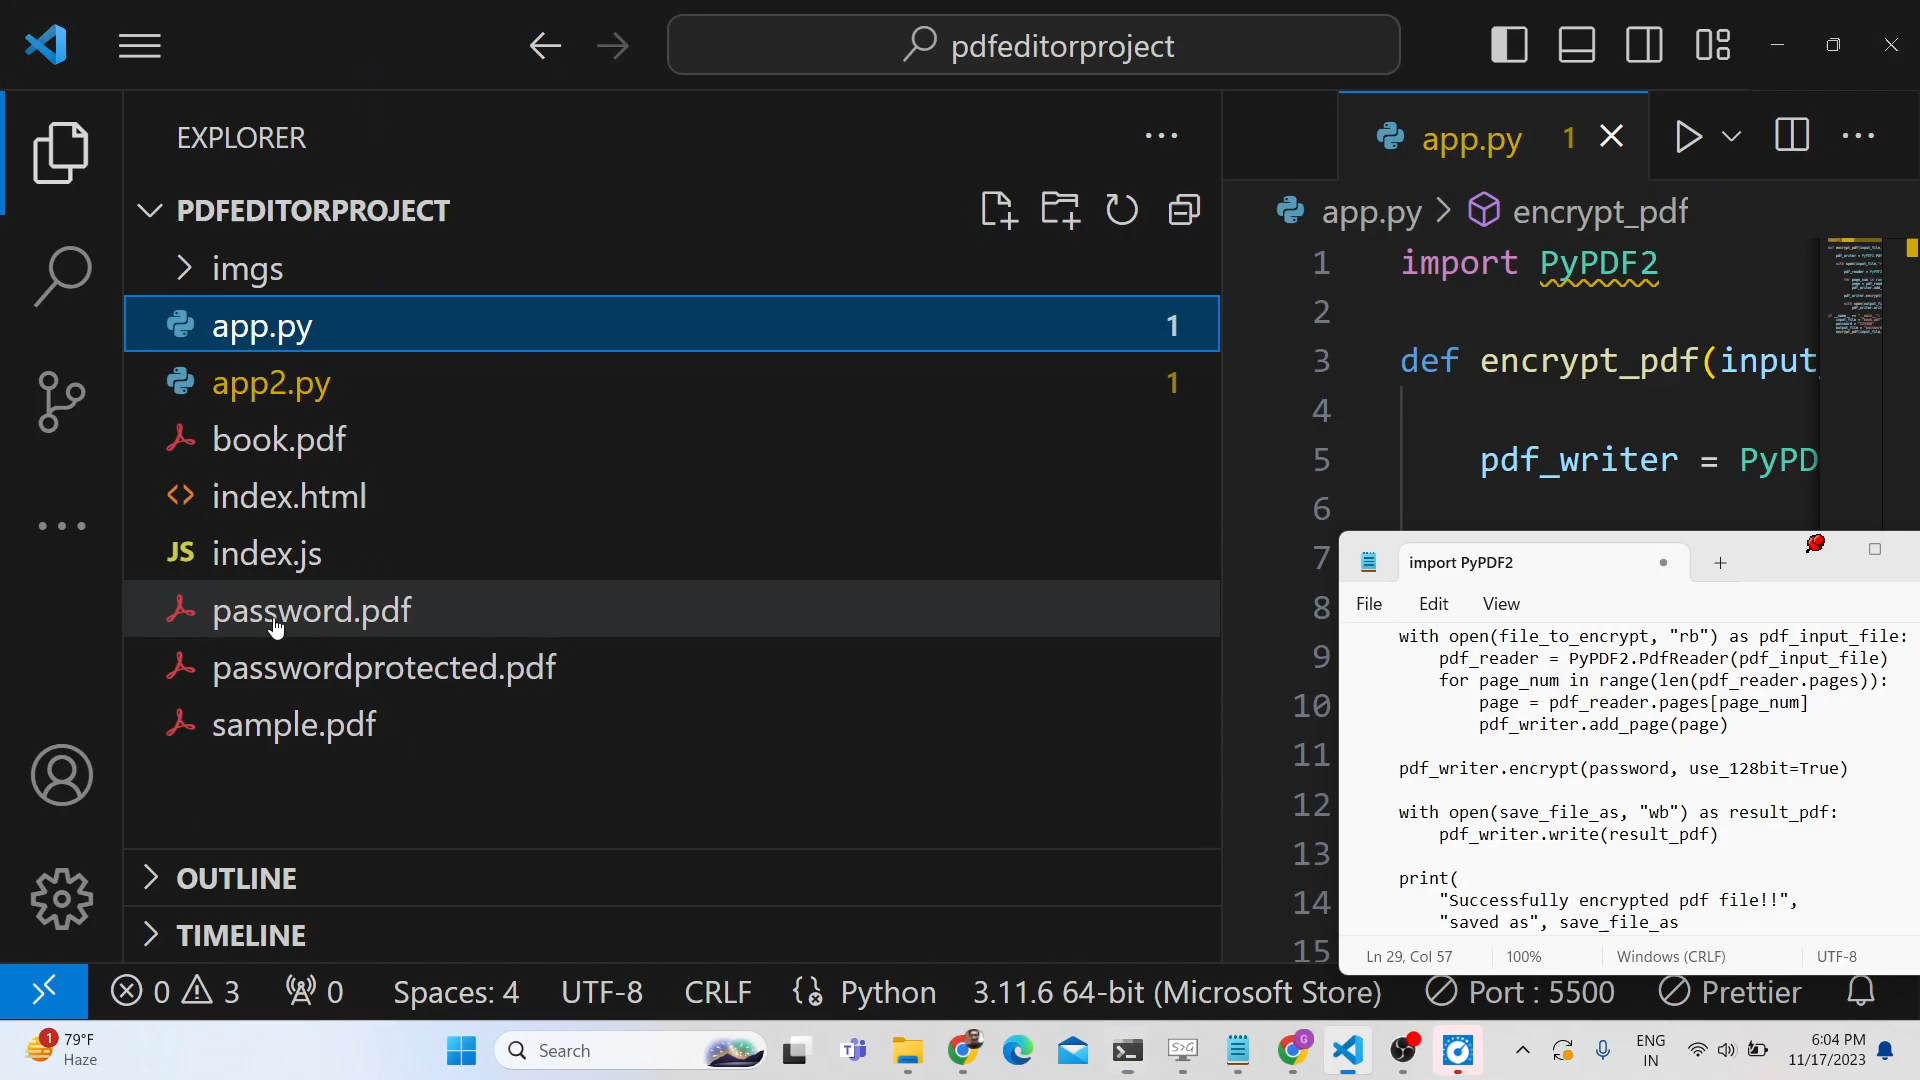 pdfeditorproject
EXPLORER
PDFEDITORPROJECT
imgs
app.py 1
app2.py 1
book.pdf
index.html
JS index.js
password.pdf
passwordprotected.pdf
sample.pdf
OUTLINE
TIMELINE
app.py 1
app.py > encrypt_pdf
1 import PyPDF2
2
3 def encrypt_pdf(input
4
5 pdf_writer = PyPD
6
7
8
9
10
11
12
13
14
15
import PyPDF2
File Edit View
with open(file_to_encrypt, "rb") as pdf_input_file:
pdf_reader = PyPDF2.PdfReader(pdf_input_file)
for page_num in range(len(pdf_reader.pages)):
page = pdf_reader.pages[page_num]
pdf_writer.add_page(page)
pdf_writer.encrypt(password, use_128bit=True)
with open(save_file_as, "wb") as result_pdf:
pdf_writer.write(result_pdf)
print(
"Successfully encrypted pdf file!!",
"saved as", save_file_as
Ln 29, Col 57 100% Windows (CRLF) UTF-8
0 3 0 Spaces: 4 UTF-8 CRLF Python 3.11.6 64-bit (Microsoft Store) Port : 5500 Prettier
1 79°F
Haze
Search
ENG
IN
6:04 PM
11/17/2023